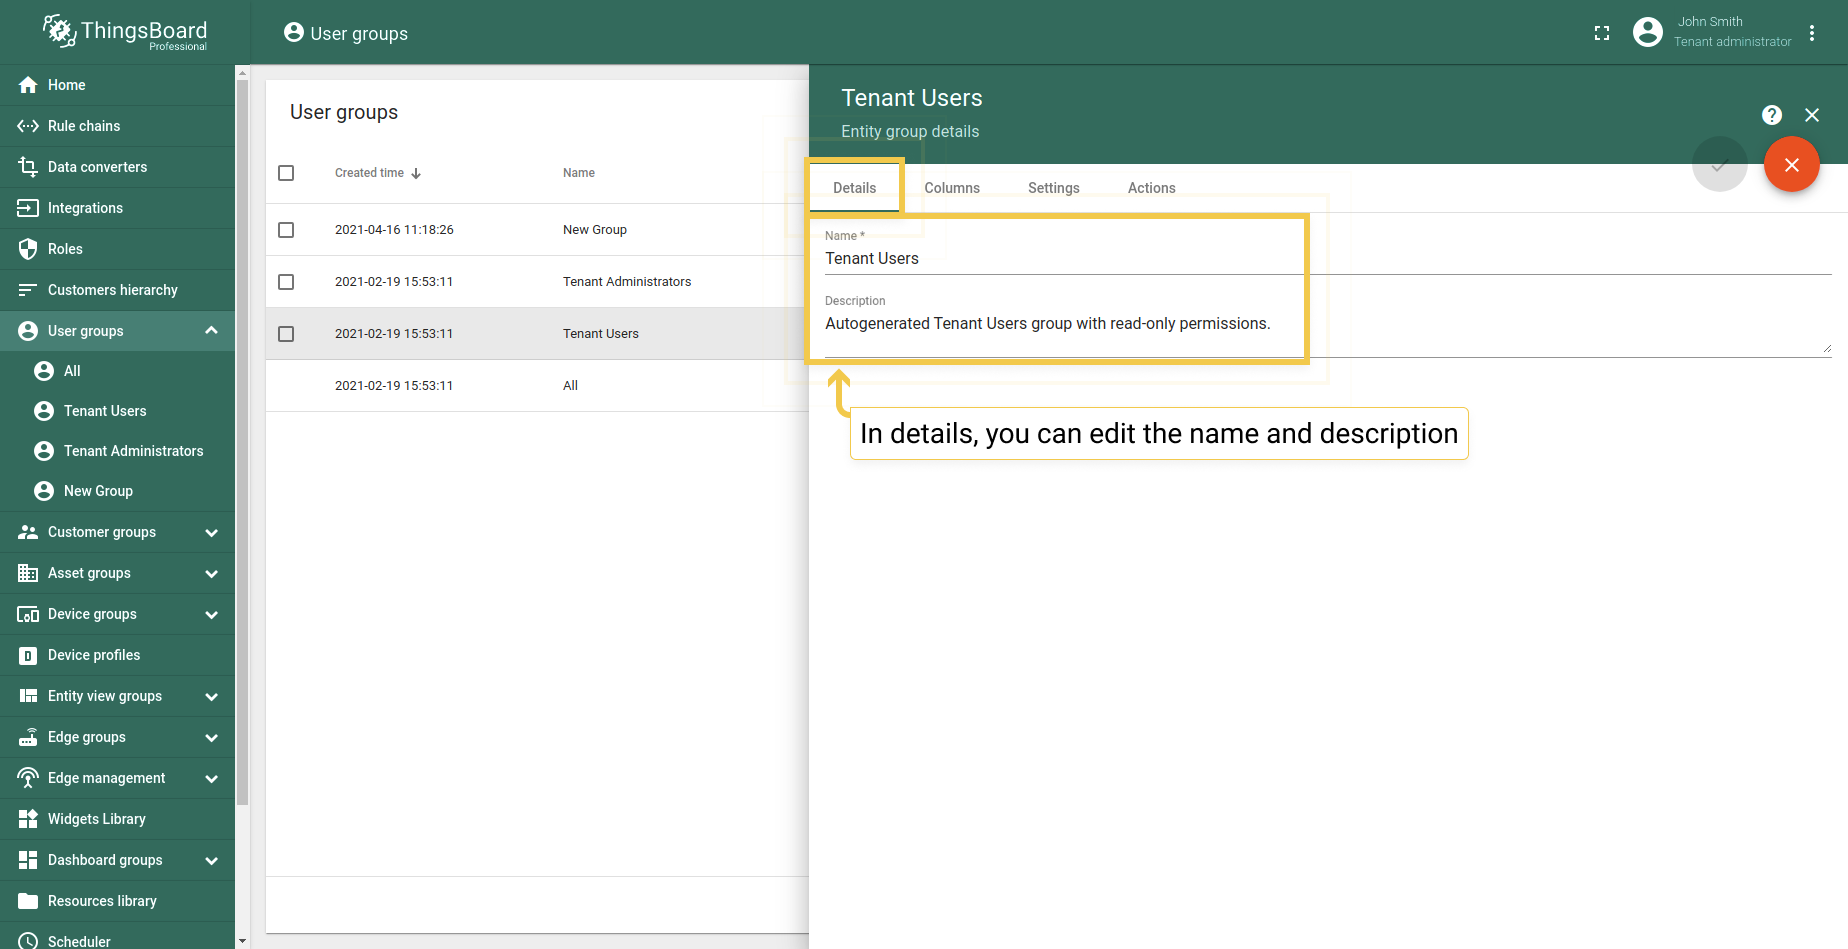 ThingsBoard
Professional
User groups
John Smith
Tenant administrator
Home
Rule chains
Data converters
Integrations
Roles
Customers hierarchy
User groups
All
Tenant Users
Tenant Administrators
New Group
Customer groups
Asset groups
Device groups
Device profiles
Entity view groups
Edge groups
Edge management
Widgets Library
Dashboard groups
Resources library
Scheduler
User groups
Created time Name
2021-04-16 11:18:26 New Group
2021-02-19 15:53:11 Tenant Administrators
2021-02-19 15:53:11 Tenant Users
2021-02-19 15:53:11 All
Tenant Users
Entity group details
Details Columns Settings Actions
Name *
Tenant Users
Description
Autogenerated Tenant Users group with read-only permissions.
In details, you can edit the name and description